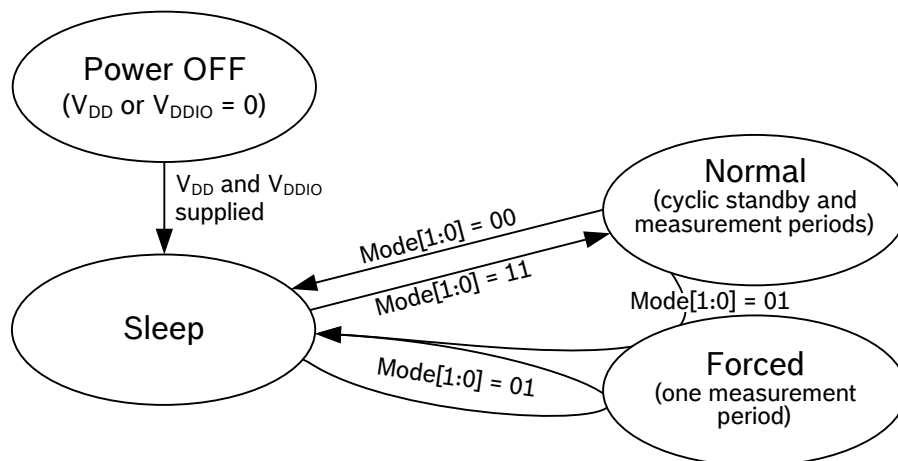 Power OFF
(VDD or VDDIO = 0)
VDD and VDDIO
supplied
Normal
(cyclic standby and
measurement periods)
Mode[1:0] = 00
Mode[1:0] = 11
Mode[1:0] = 01
Sleep
Mode[1:0] = 01
Forced
(one measurement
period)